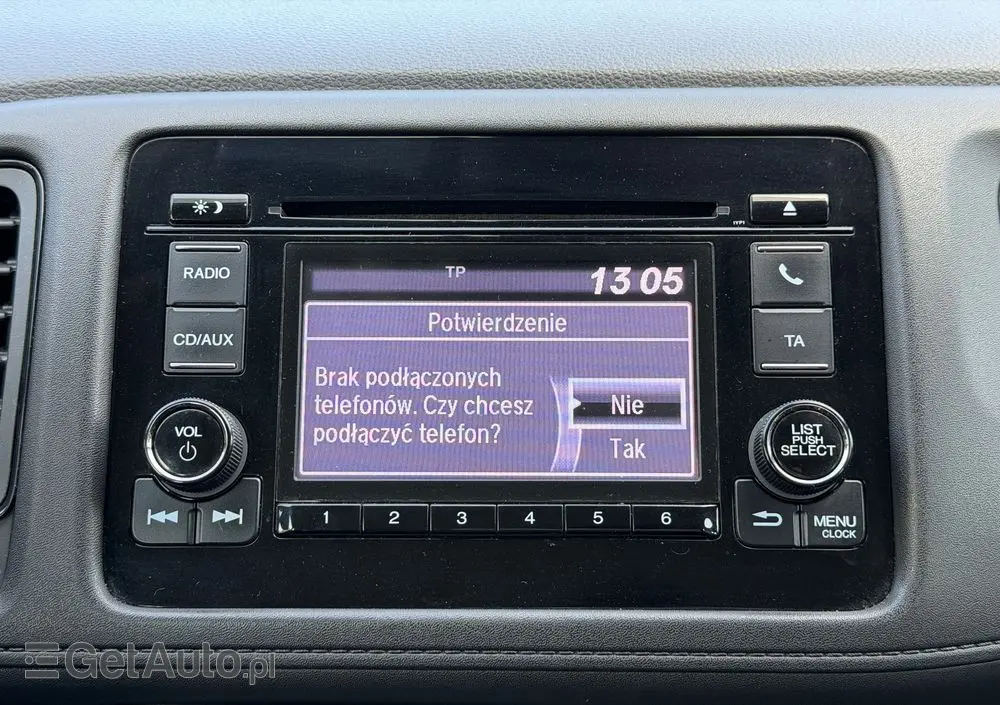 TP
13 05
Potwierdzenie
Brak podłączonych
telefonów. Czy chcesz
podłączyć telefon?
Nie
Tak
RADIO
CD/AUX
TA
VOL
LIST
PUSH
SELECT
1 2 3 4 5 6
MENU
CLOCK
GetAuto.pl